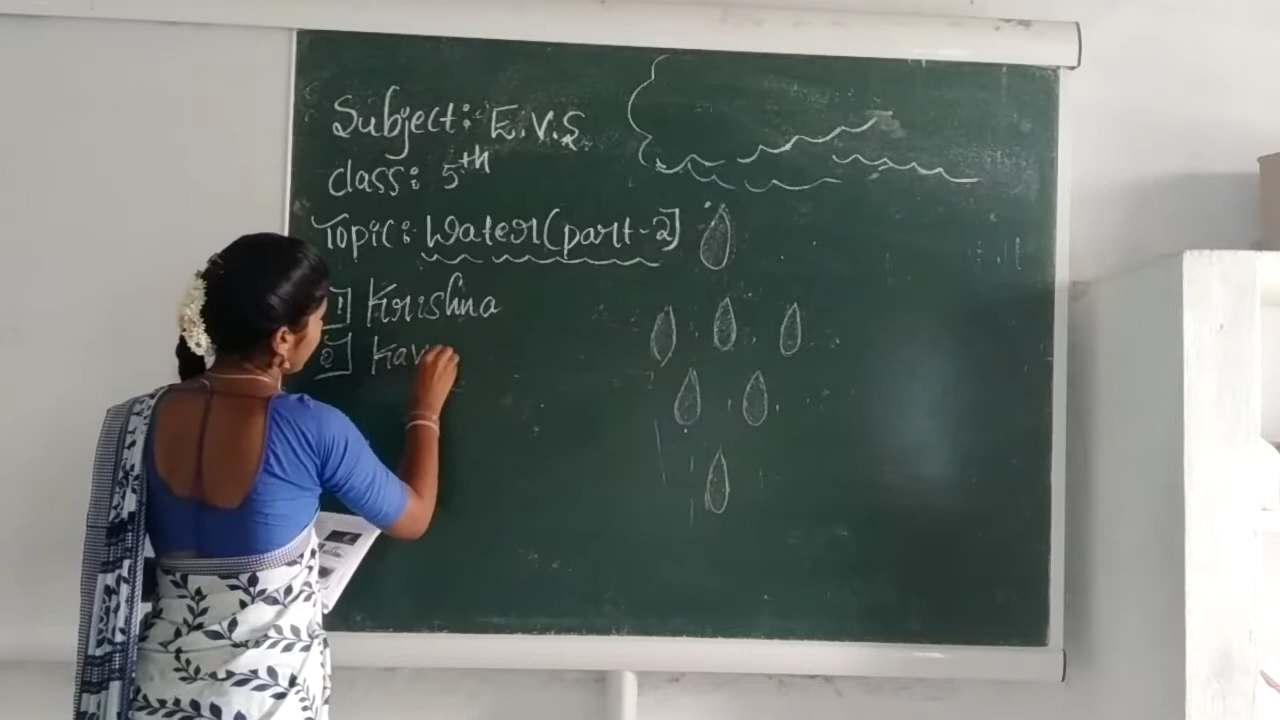 Subject: E.V.S
class: 5th
Topic: Water(part-2]
1] Krishna
2] Kav